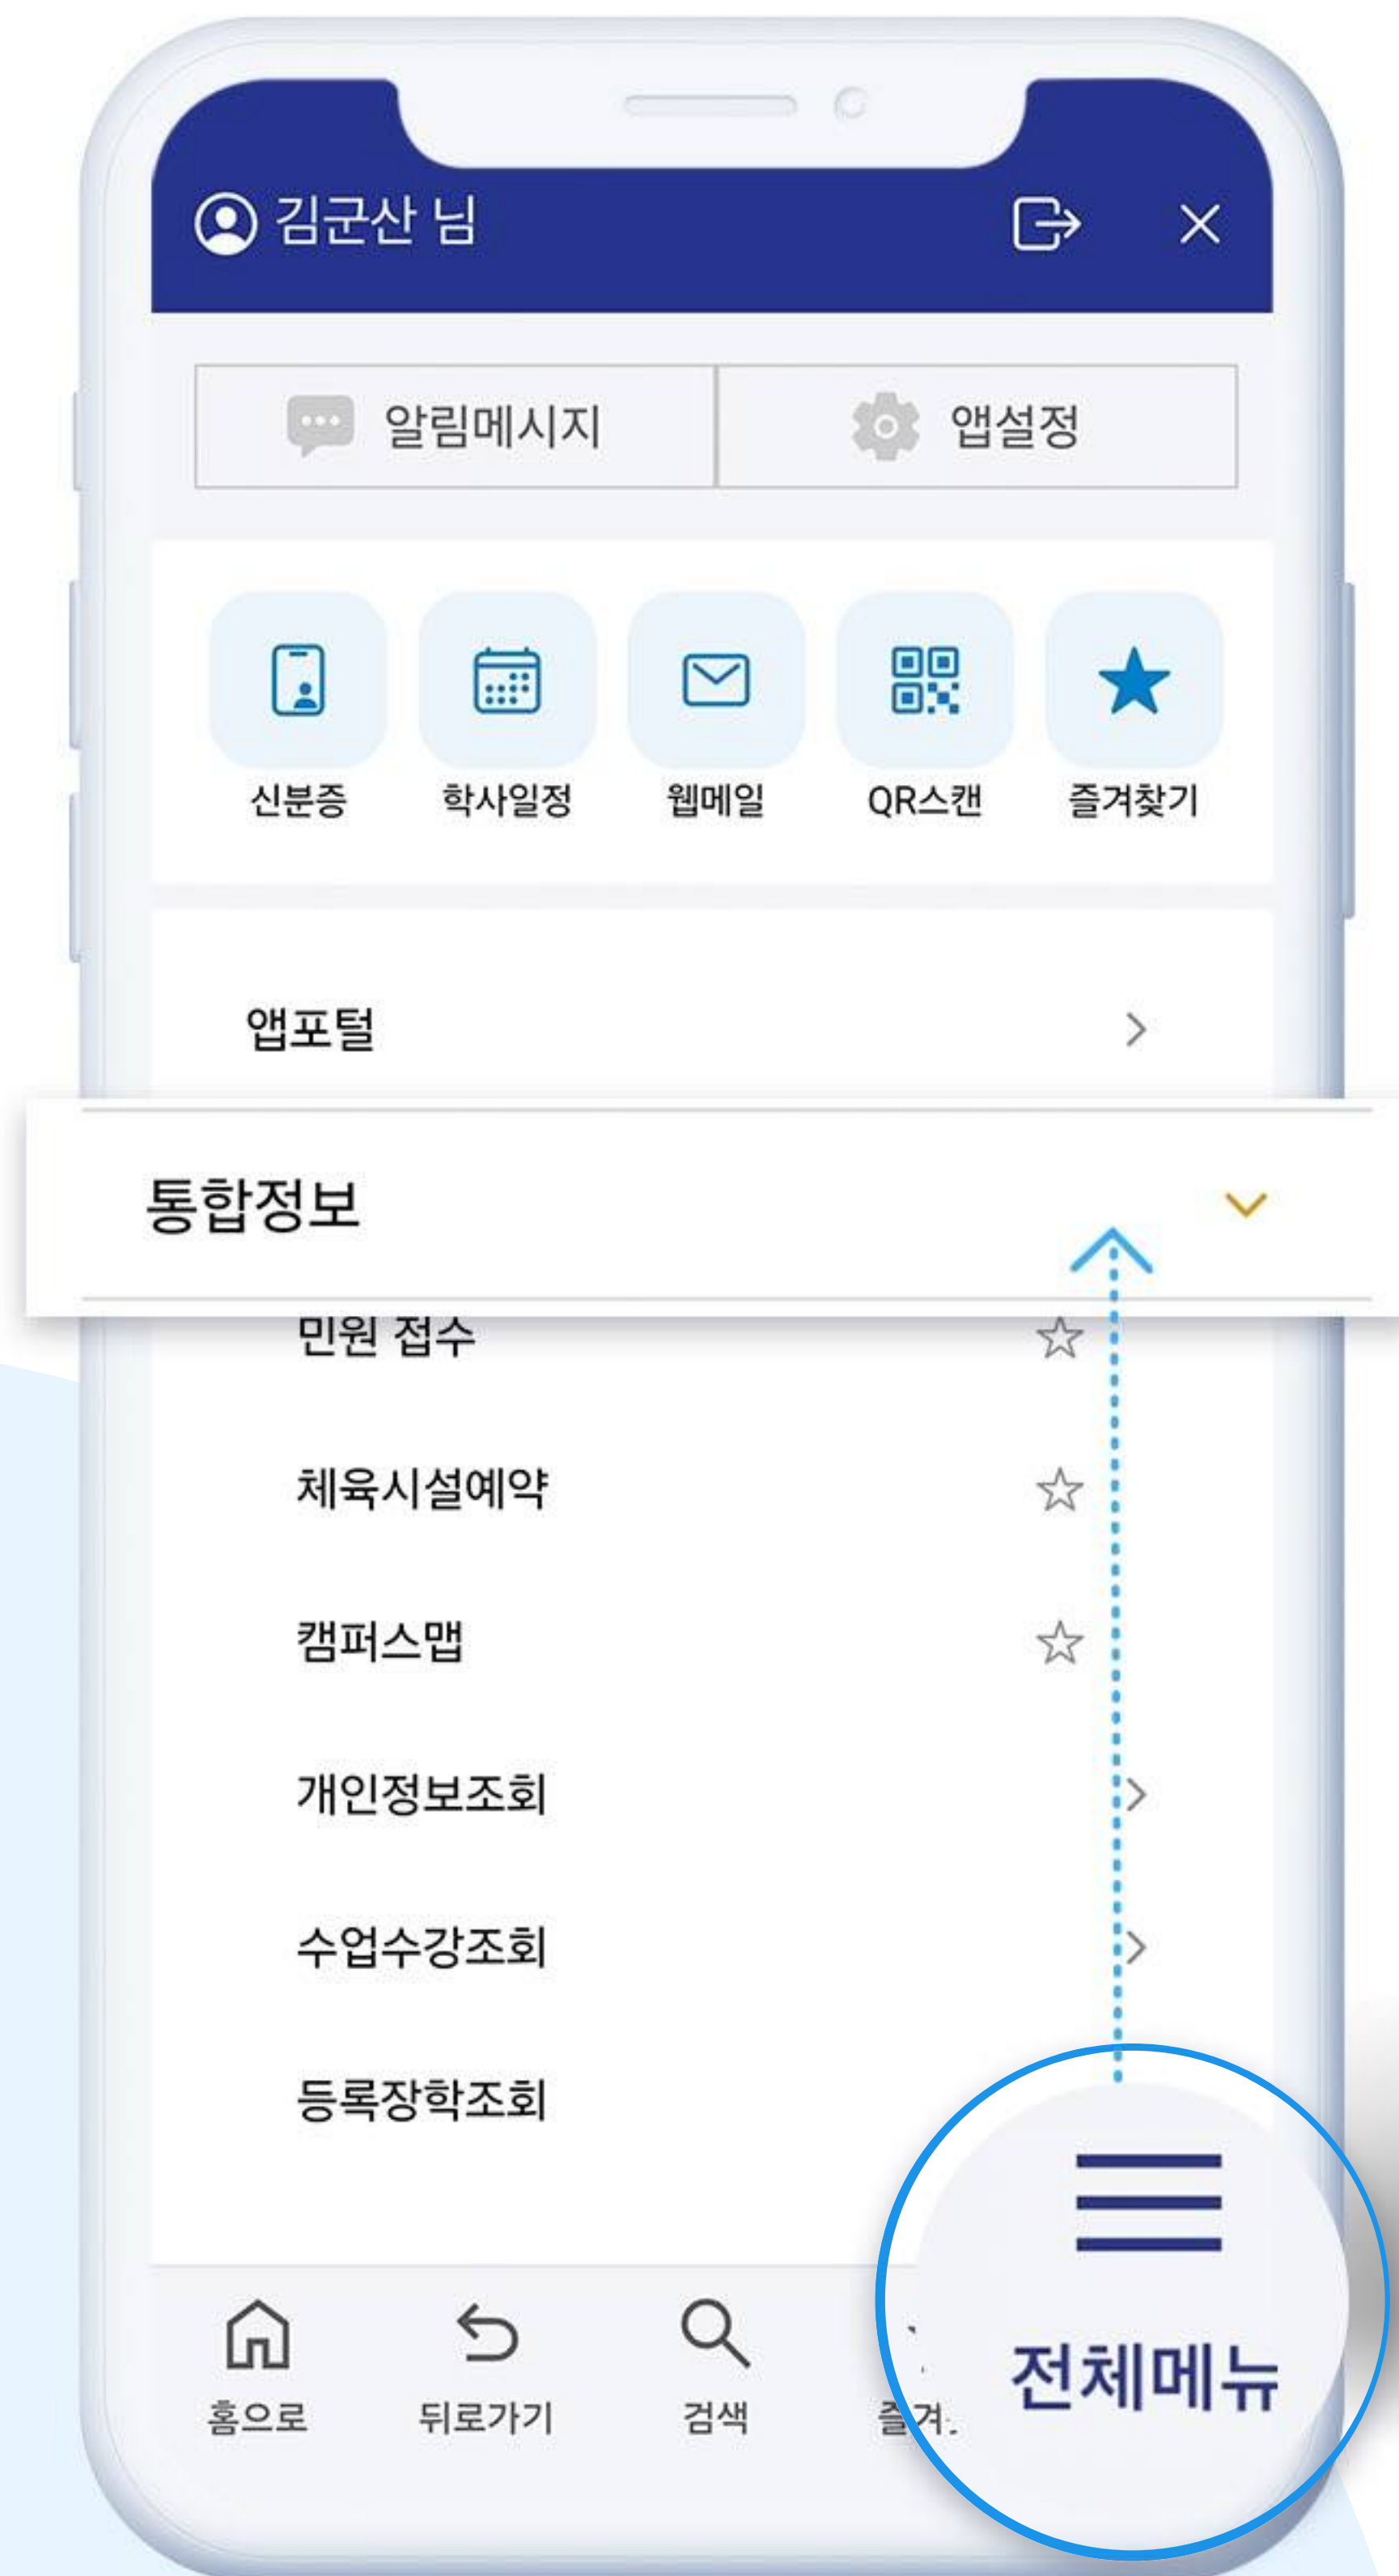 김군산 님
알림메시지 앱설정
신분증 학사일정 웹메일 QR스캔 즐겨찾기
앱포털
통합정보
민원 접수
체육시설예약
캠퍼스맵
개인정보조회
수업수강조회
등록장학조회
전체메뉴
홈으로 뒤로가기 검색 즐겨